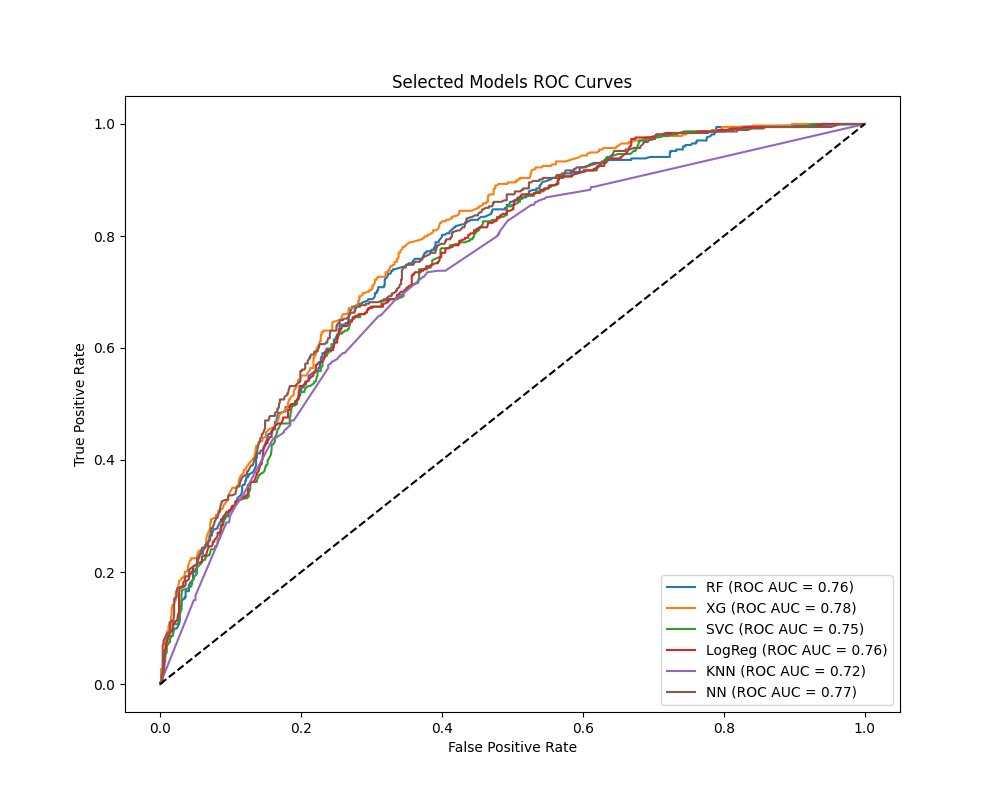 Selected Models ROC Curves
True Positive Rate
1.0
0.8
0.6
0.4
0.2
0.0
RF (ROC AUC = 0.76)
XG (ROC AUC = 0.78)
SVC (ROC AUC = 0.75)
LogReg (ROC AUC = 0.76)
KNN (ROC AUC = 0.72)
NN (ROC AUC = 0.77)
0.0 0.2 0.4 0.6 0.8 1.0
False Positive Rate